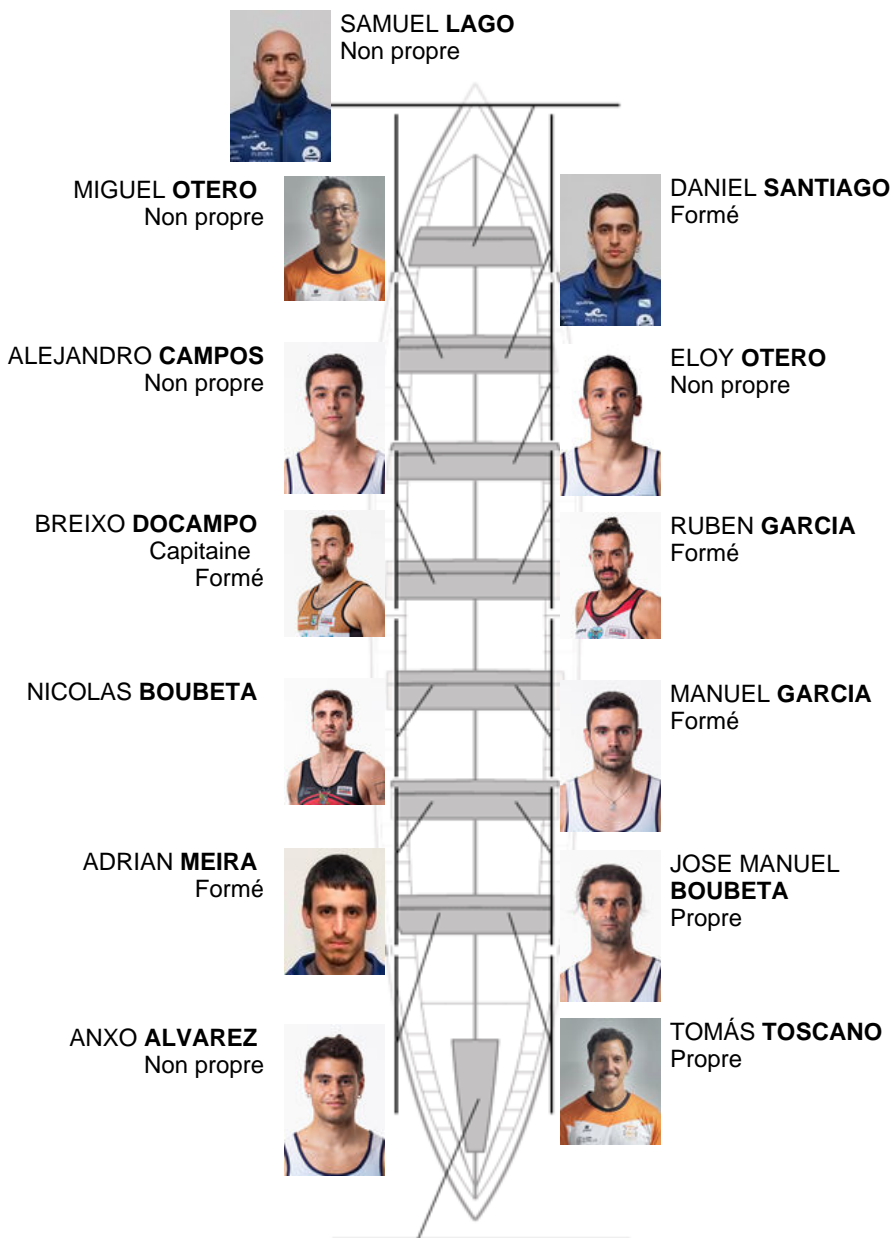 SAMUEL LAGO
Non propre
MIGUEL OTERO
Non propre
DANIEL SANTIAGO
Formé
ALEJANDRO CAMPOS
Non propre
ELOY OTERO
Non propre
BREIXO DOCAMPO
Capitaine
Formé
RUBEN GARCIA
Formé
NICOLAS BOUBETA
MANUEL GARCIA
Formé
ADRIAN MEIRA
Formé
JOSE MANUEL
BOUBETA
Propre
ANXO ALVAREZ
Non propre
TOMÁS TOSCANO
Propre